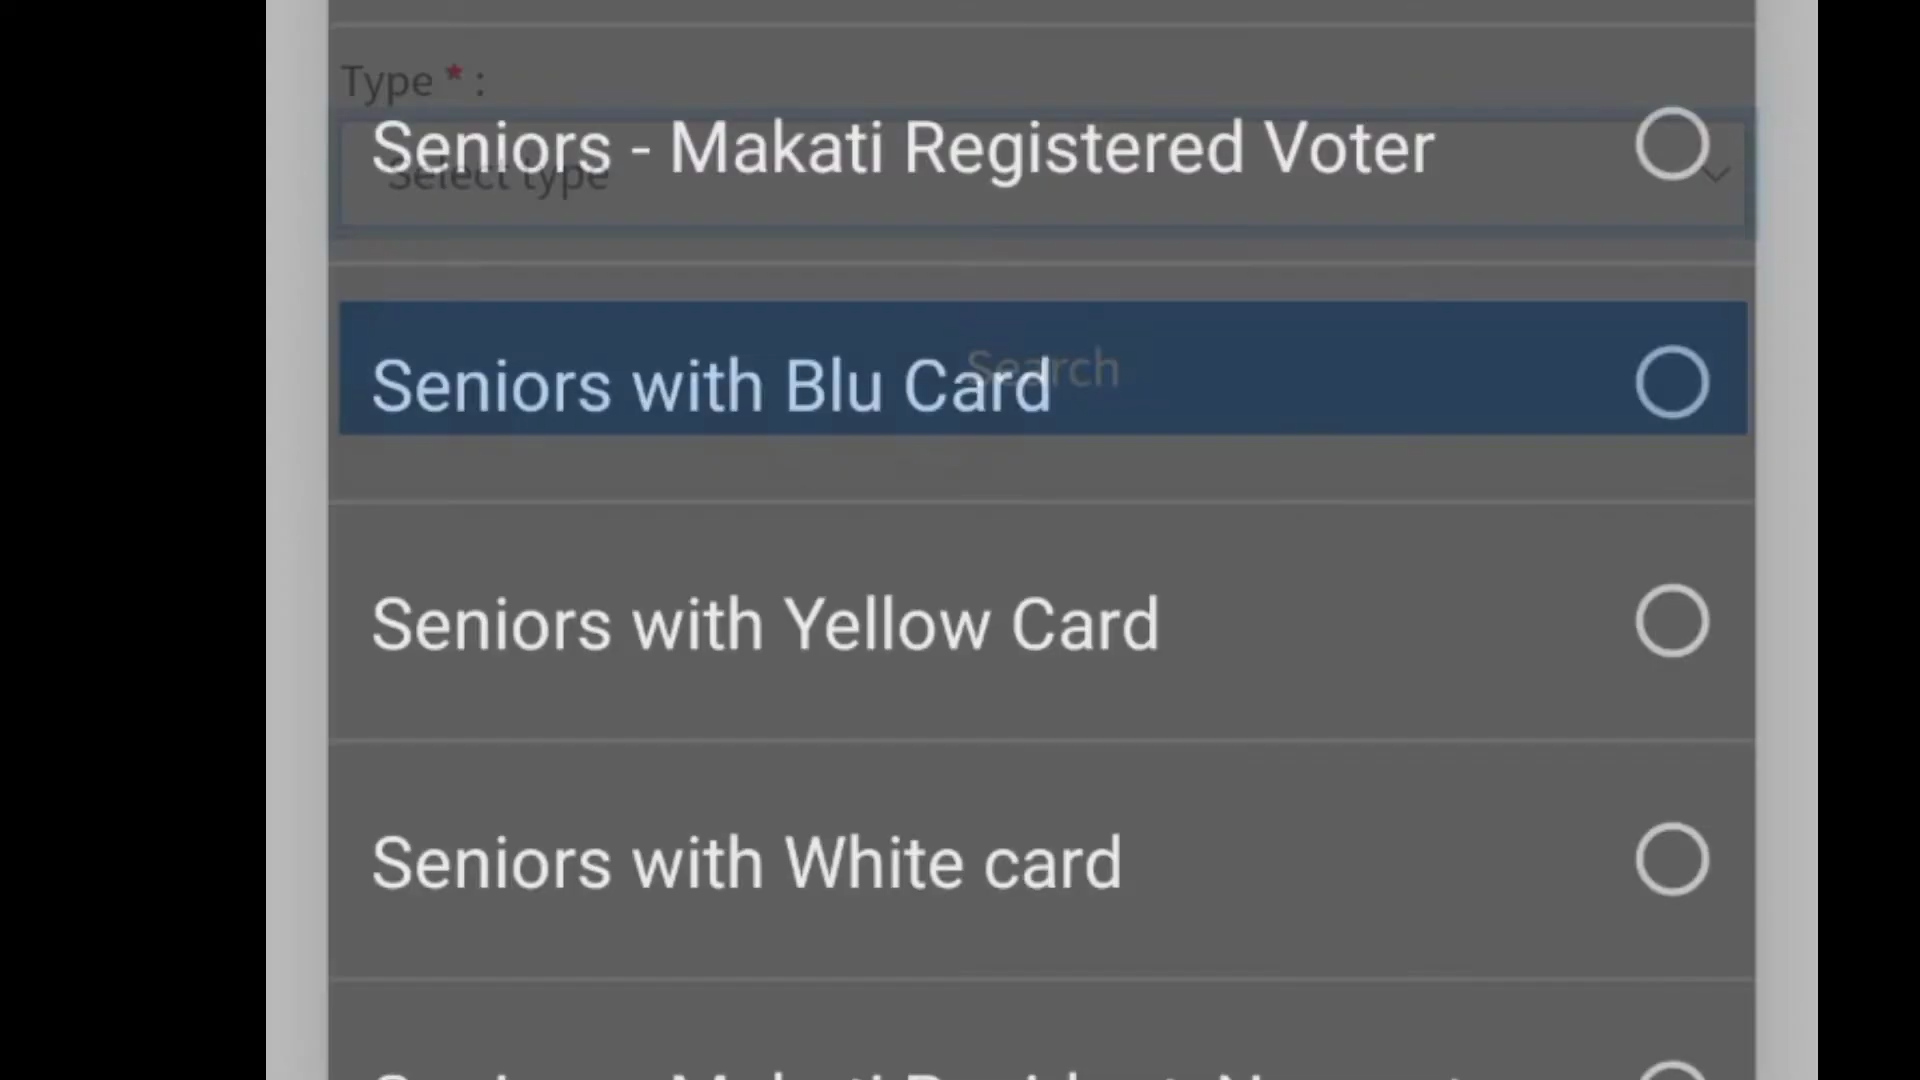 Type * :
Select type
Seniors - Makati Registered Voter
Search
Seniors with Blu Card
Seniors with Yellow Card
Seniors with White card